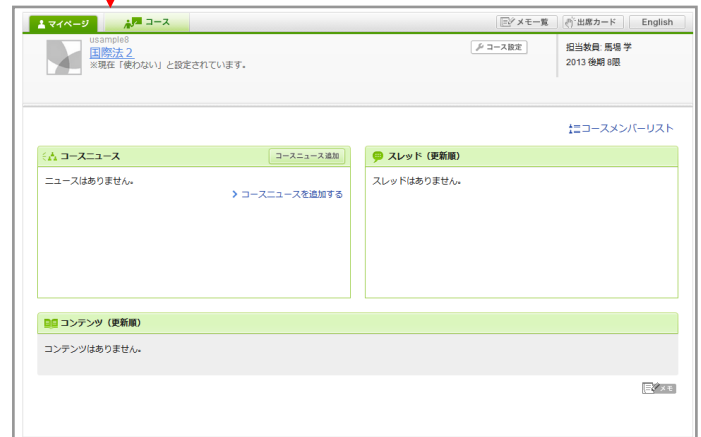 マイページ
コース
メモ一覧
出席カード
English
usample8
国際法2
※現在「使わない」と設定されています。
コース設定
担当教員: 馬場 学
2013 後期 8限
コースメンバーリスト
コースニュース
コースニュース追加
スレッド(更新順)
ニュースはありません。
スレッドはありません。
コースニュースを追加する
コンテンツ(更新順)
コンテンツはありません。
メモ